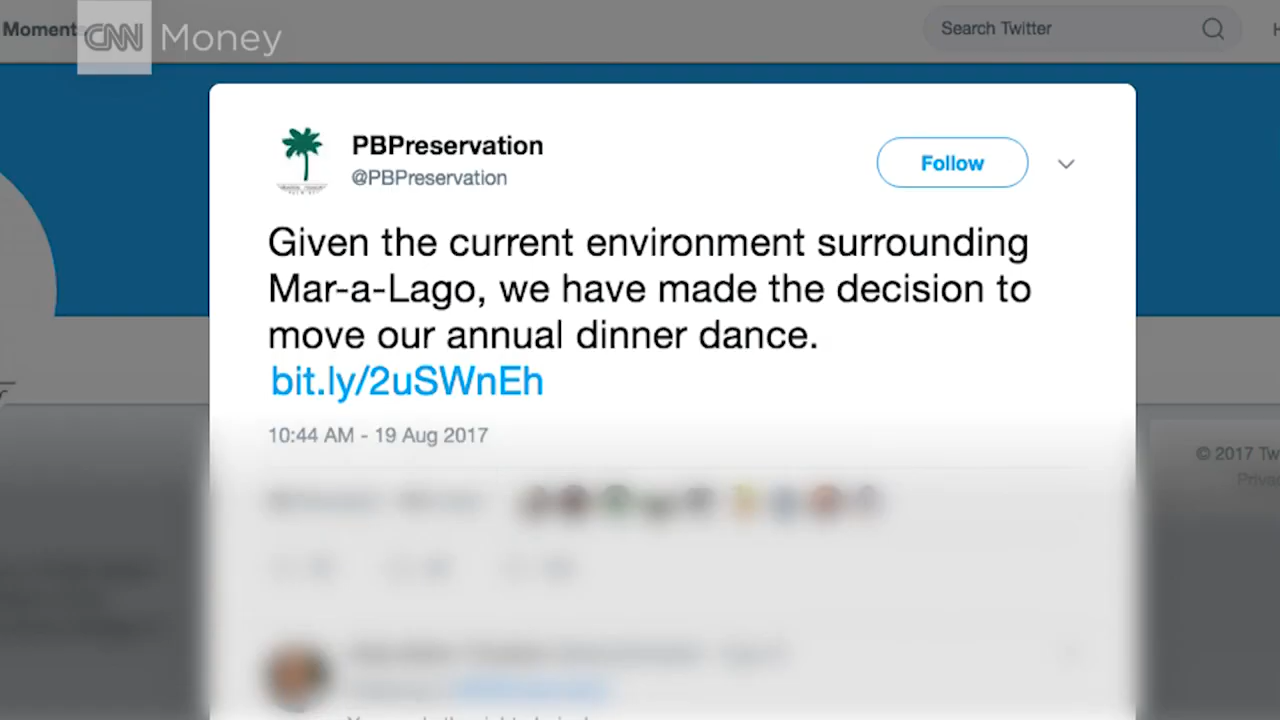 Moment
CNN Money
Search Twitter
PBPreservation
@PBPreservation
Follow
Given the current environment surrounding
Mar-a-Lago, we have made the decision to
move our annual dinner dance.
bit.ly/2uSWnEh
10:44 AM - 19 Aug 2017
© 2017 Tw
Priva